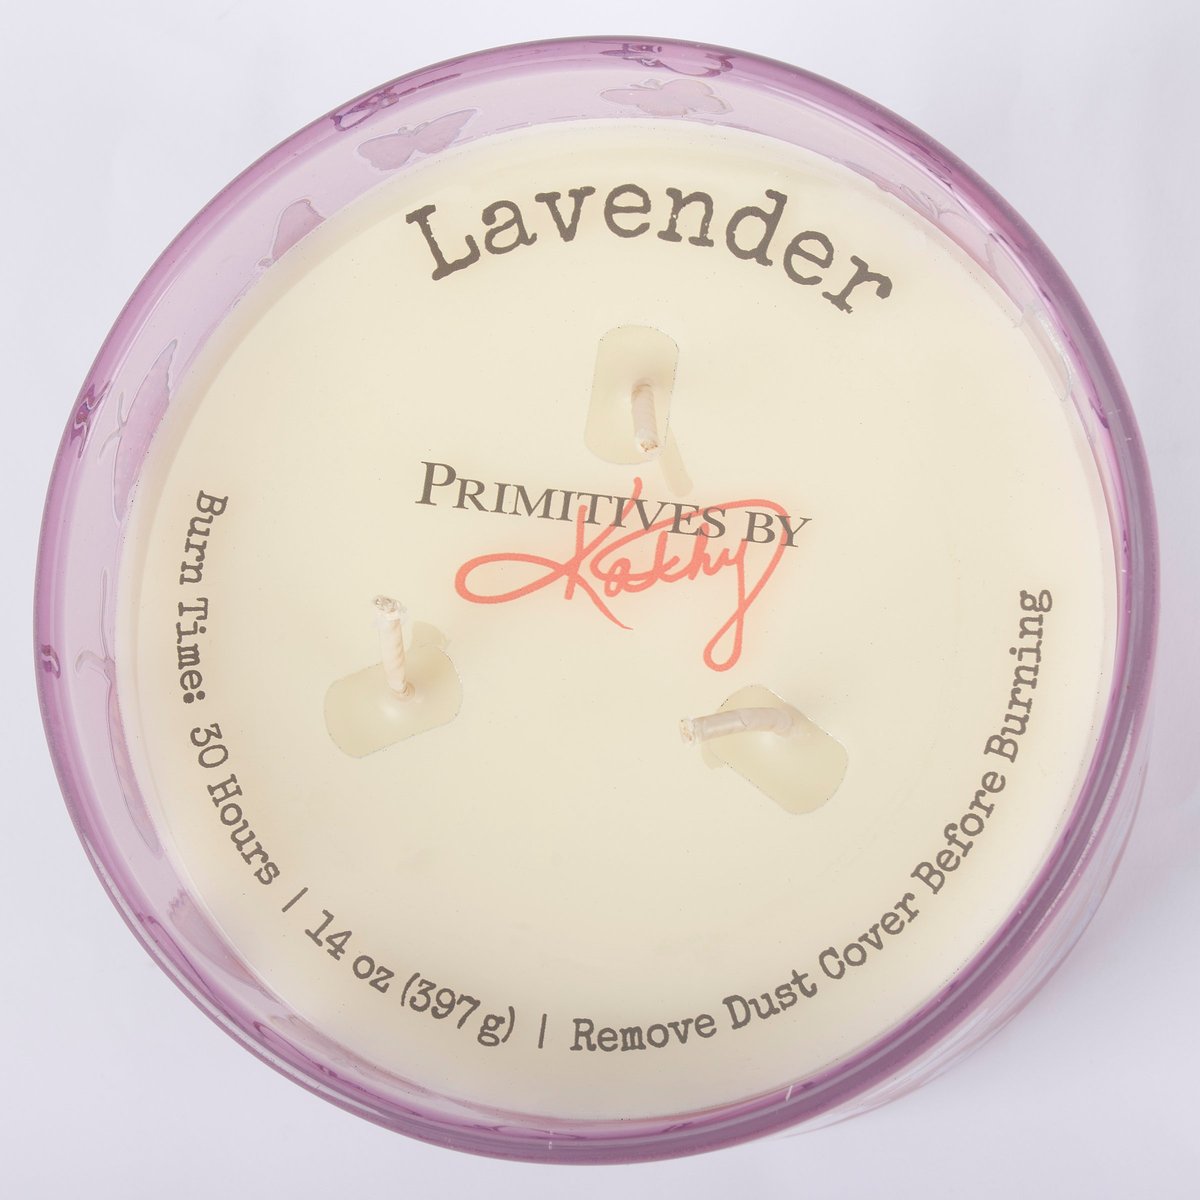 Lavender
PRIMITIVES BY
Kathy
Burn Time: 30 Hours | 14 oz (397 g) | Remove Dust Cover Before Burning